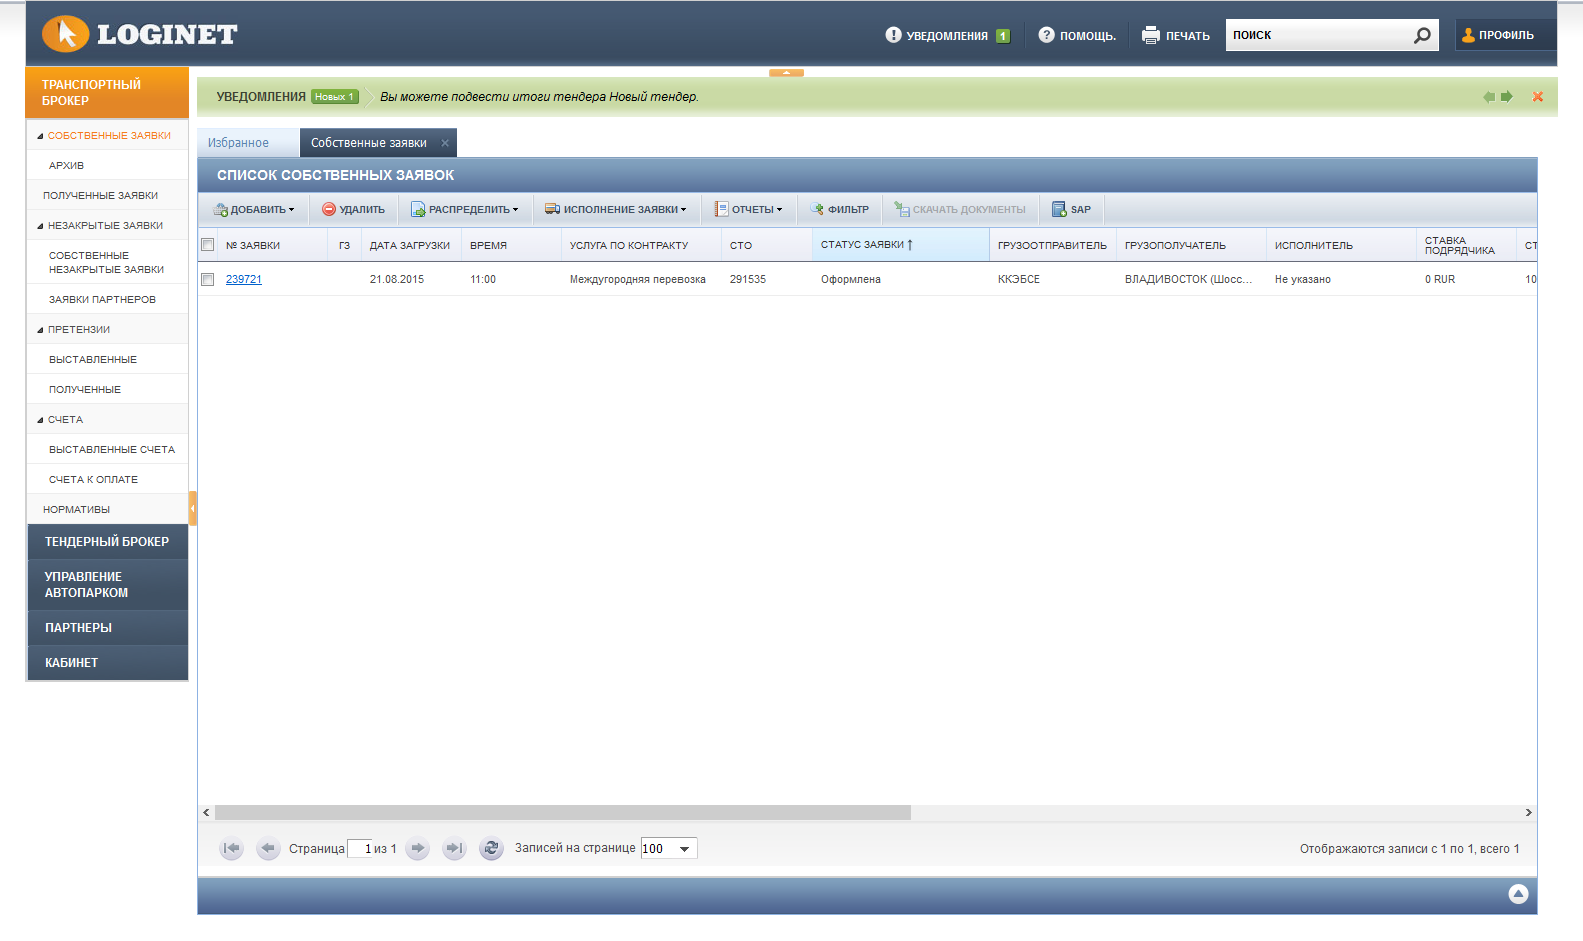 LOGINET
УВЕДОМЛЕНИЯ 1
ПОМОЩЬ.
ПЕЧАТЬ
ПОИСК
ПРОФИЛЬ
ТРАНСПОРТНЫЙ
БРОКЕР
СОБСТВЕННЫЕ ЗАЯВКИ
АРХИВ
ПОЛУЧЕННЫЕ ЗАЯВКИ
НЕЗАКРЫТЫЕ ЗАЯВКИ
СОБСТВЕННЫЕ
НЕЗАКРЫТЫЕ ЗАЯВКИ
ЗАЯВКИ ПАРТНЕРОВ
ПРЕТЕНЗИИ
ВЫСТАВЛЕННЫЕ
ПОЛУЧЕННЫЕ
СЧЕТА
ВЫСТАВЛЕННЫЕ СЧЕТА
СЧЕТА К ОПЛАТЕ
НОРМАТИВЫ
ТЕНДЕРНЫЙ БРОКЕР
УПРАВЛЕНИЕ
АВТОПАРКОМ
ПАРТНЕРЫ
КАБИНЕТ
УВЕДОМЛЕНИЯ Новых 1 Вы можете подвести итоги тендера Новый тендер.
Избранное
Собственные заявки
СПИСОК СОБСТВЕННЫХ ЗАЯВОК
ДОБАВИТЬ
УДАЛИТЬ
РАСПРЕДЕЛИТЬ
ИСПОЛНЕНИЕ ЗАЯВКИ
ОТЧЕТЫ
ФИЛЬТР
СКАЧАТЬ ДОКУМЕНТЫ
SAP
№ ЗАЯВКИ
ГЗ
ДАТА ЗАГРУЗКИ
ВРЕМЯ
УСЛУГА ПО КОНТРАКТУ
СТО
СТАТУС ЗАЯВКИ ↑
ГРУЗООТПРАВИТЕЛЬ
ГРУЗОПОЛУЧАТЕЛЬ
ИСПОЛНИТЕЛЬ
СТАВКА
ПОДРЯДЧИКА
СТ
239721
21.08.2015
11:00
Междугородняя перевозка
291535
Оформлена
ККЭБСЕ
ВЛАДИВОСТОК (Шосс...
Не указано
0 RUR
10
Страница 1 из 1
Записей на странице 100
Отображаются записи с 1 по 1, всего 1